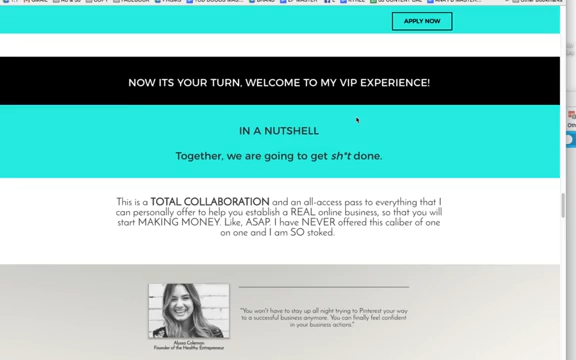 APPLY NOW
NOW ITS YOUR TURN, WELCOME TO MY VIP EXPERIENCE!
IN A NUTSHELL
Together, we are going to get sh*t done.
This is a TOTAL COLLABORATION and an all-access pass to everything that I
can personally offer to help you establish a REAL online business, so that you will
start MAKING MONEY. Like, ASAP. I have NEVER offered this caliber of one
on one and I am SO stoked.
"You won't have to stay up all night trying to Pinterest your way
to a successful business anymore. You can finally feel confident
in your business actions."
Alyssa Coleman
Founder of the Healthy Entrepreneur